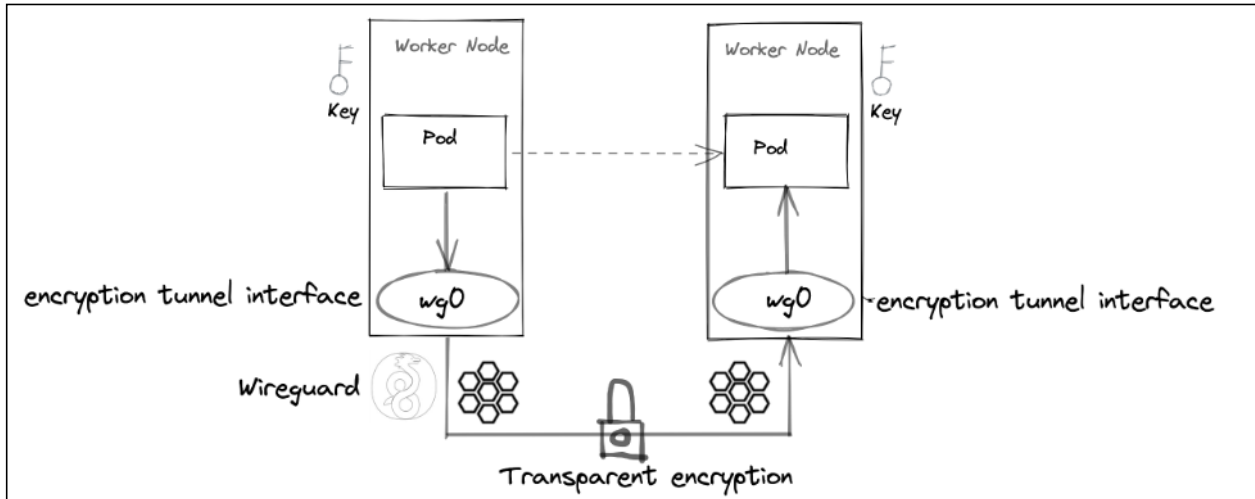 Worker Node
Worker Node
Key
Key
Pod
Pod
encryption tunnel interface
wg0
wg0
encryption tunnel interface
Wireguard
Transparent encryption